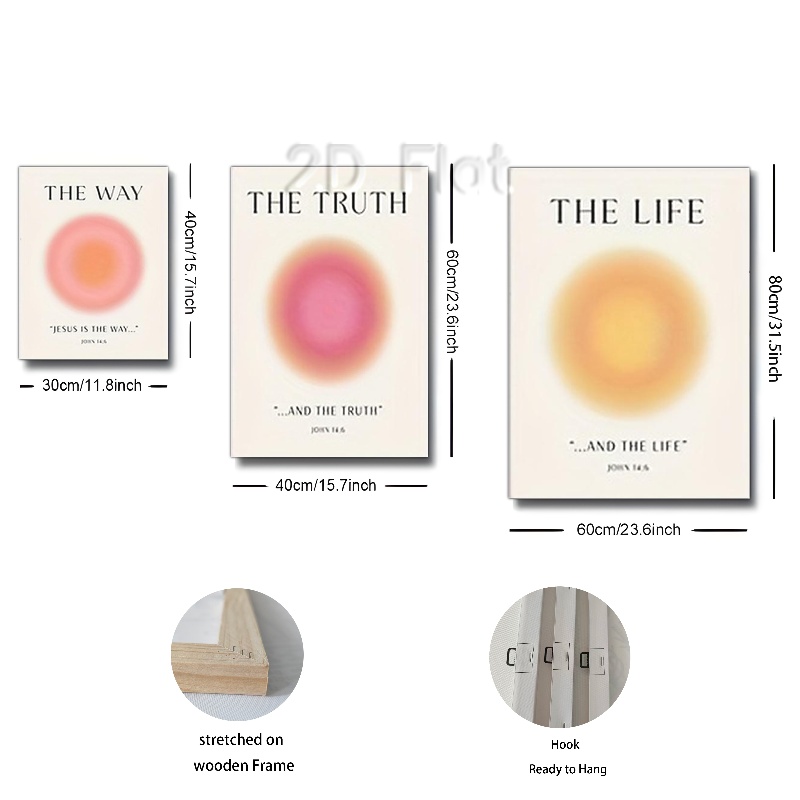 2D Flat
THE WAY
"JESUS IS THE WAY..."
JOHN 14:6
40cm/15.7inch
30cm/11.8inch
THE TRUTH
"...AND THE TRUTH"
JOHN 14:6
60cm/23.6inch
40cm/15.7inch
THE LIFE
"...AND THE LIFE"
JOHN 14:6
80cm/31.5inch
60cm/23.6inch
stretched on
wooden Frame
Hook
Ready to Hang